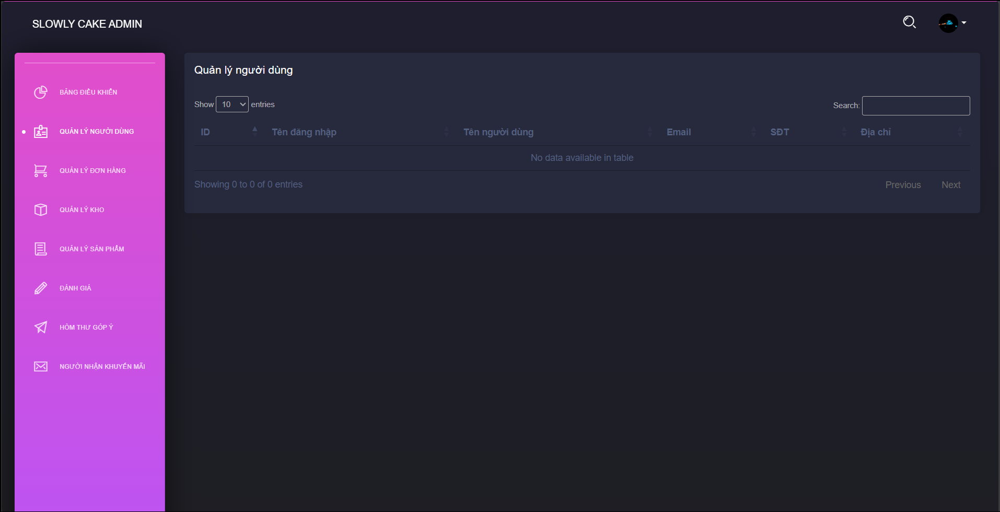 SLOWLY CAKE ADMIN
BẢNG ĐIỀU KHIỂN
QUẢN LÝ NGƯỜI DÙNG
QUẢN LÝ ĐƠN HÀNG
QUẢN LÝ KHO
QUẢN LÝ SẢN PHẨM
ĐÁNH GIÁ
HÒM THƯ GÓP Ý
NGƯỜI NHẬN KHUYẾN MÃI
Quản lý người dùng
Show 10 entries
Search:
ID Tên đăng nhập Tên người dùng Email SĐT Địa chỉ
No data available in table
Showing 0 to 0 of 0 entries
Previous Next